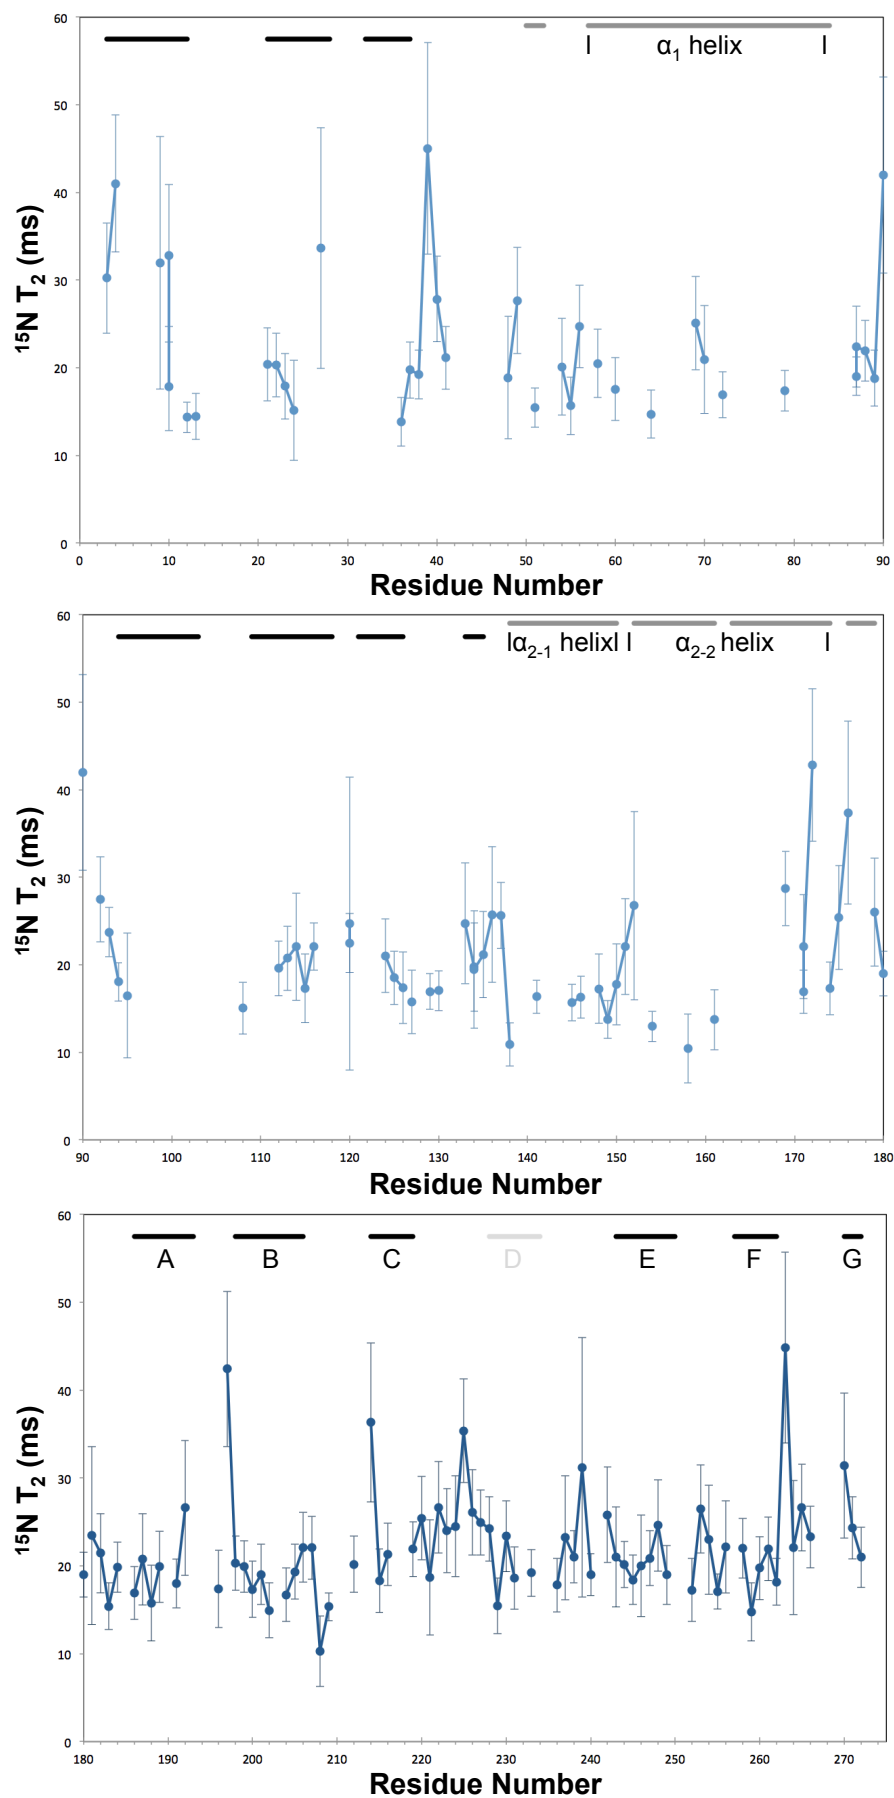 60
50
40
30
20
10
0
¹⁵N T₂ (ms)
I α₁ helix I
0 10 20 30 40 50 60 70 80 90
Residue Number
60
50
40
30
20
10
0
¹⁵N T₂ (ms)
Iα₂₋₁ helixI I α₂₋₂ helix I
90 100 110 120 130 140 150 160 170 180
Residue Number
60
50
40
30
20
10
0
¹⁵N T₂ (ms)
A B C D E F G
180 190 200 210 220 230 240 250 260 270
Residue Number